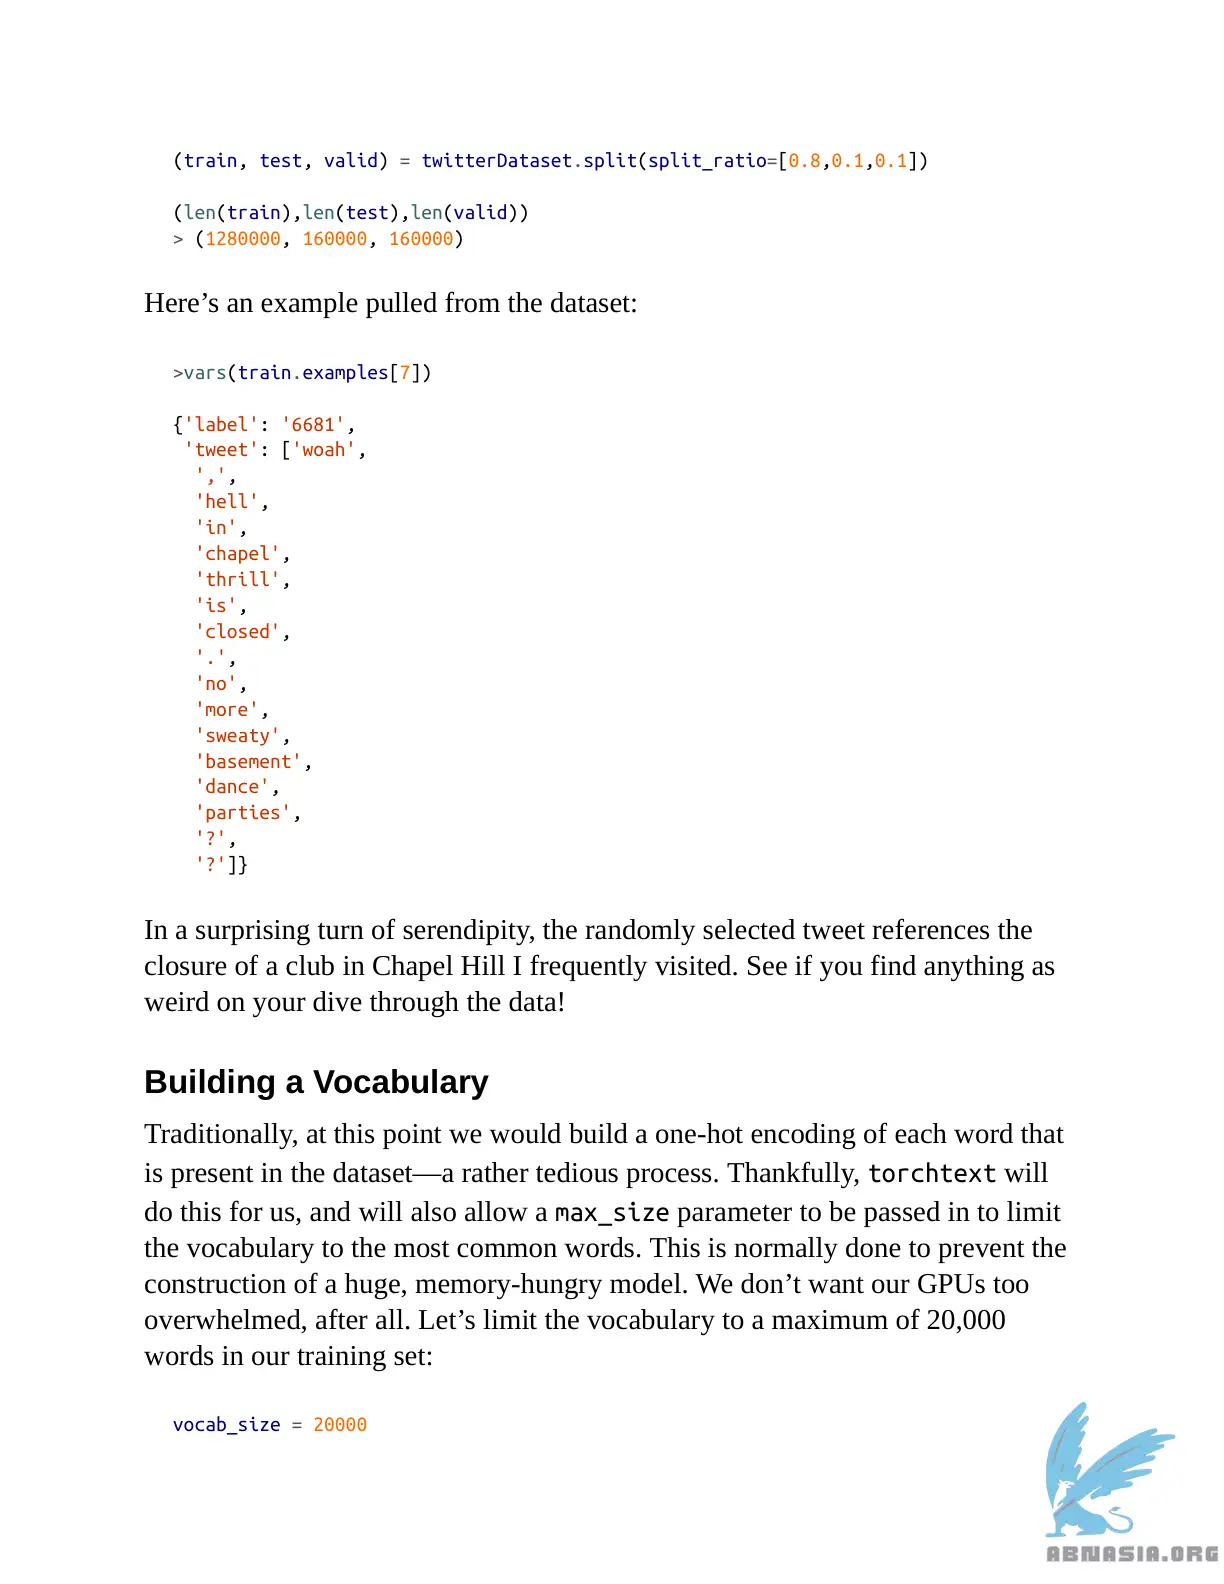 (train, test, valid) = twitterDataset.split(split_ratio=[0.8,0.1,0.1])
(len(train),len(test),len(valid))
> (1280000, 160000, 160000)
Here’s an example pulled from the dataset:
>vars(train.examples[7])
{'label': '6681',
'tweet': ['woah',
',',
'hell',
'in',
'chapel',
'thrill',
'is',
'closed',
'.',
'no',
'more',
'sweaty',
'basement',
'dance',
'parties',
'?',
'?']}
In a surprising turn of serendipity, the randomly selected tweet references the
closure of a club in Chapel Hill I frequently visited. See if you find anything as
weird on your dive through the data!
Building a Vocabulary
Traditionally, at this point we would build a one-hot encoding of each word that
is present in the dataset—a rather tedious process. Thankfully, torchtext will
do this for us, and will also allow a max_size parameter to be passed in to limit
the vocabulary to the most common words. This is normally done to prevent the
construction of a huge, memory-hungry model. We don’t want our GPUs too
overwhelmed, after all. Let’s limit the vocabulary to a maximum of 20,000
words in our training set:
vocab_size = 20000
ABNASIA.ORG